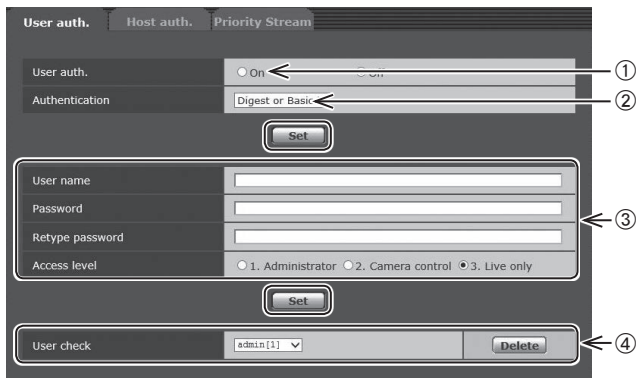 User auth. Host auth. Priority Stream
User auth. On Off ①
Authentication Digest or Basic ②
Set
User name
Password
Retype password ③
Access level 1. Administrator 2. Camera control 3. Live only
Set
User check admin[1] Delete ④